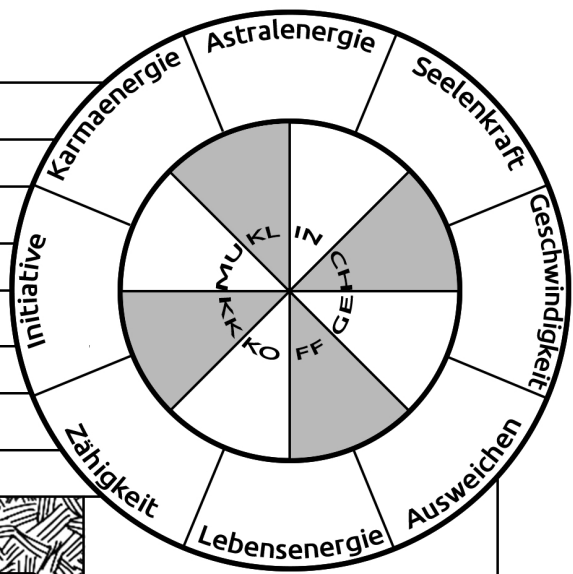 Astralenergie
Seelenkraft
Geschwindigkeit
Ausweichen
Lebensenergie
Zähigkeit
Initiative
Karmaenergie
MU
KL
IN
CH
GE
FF
KO
KK